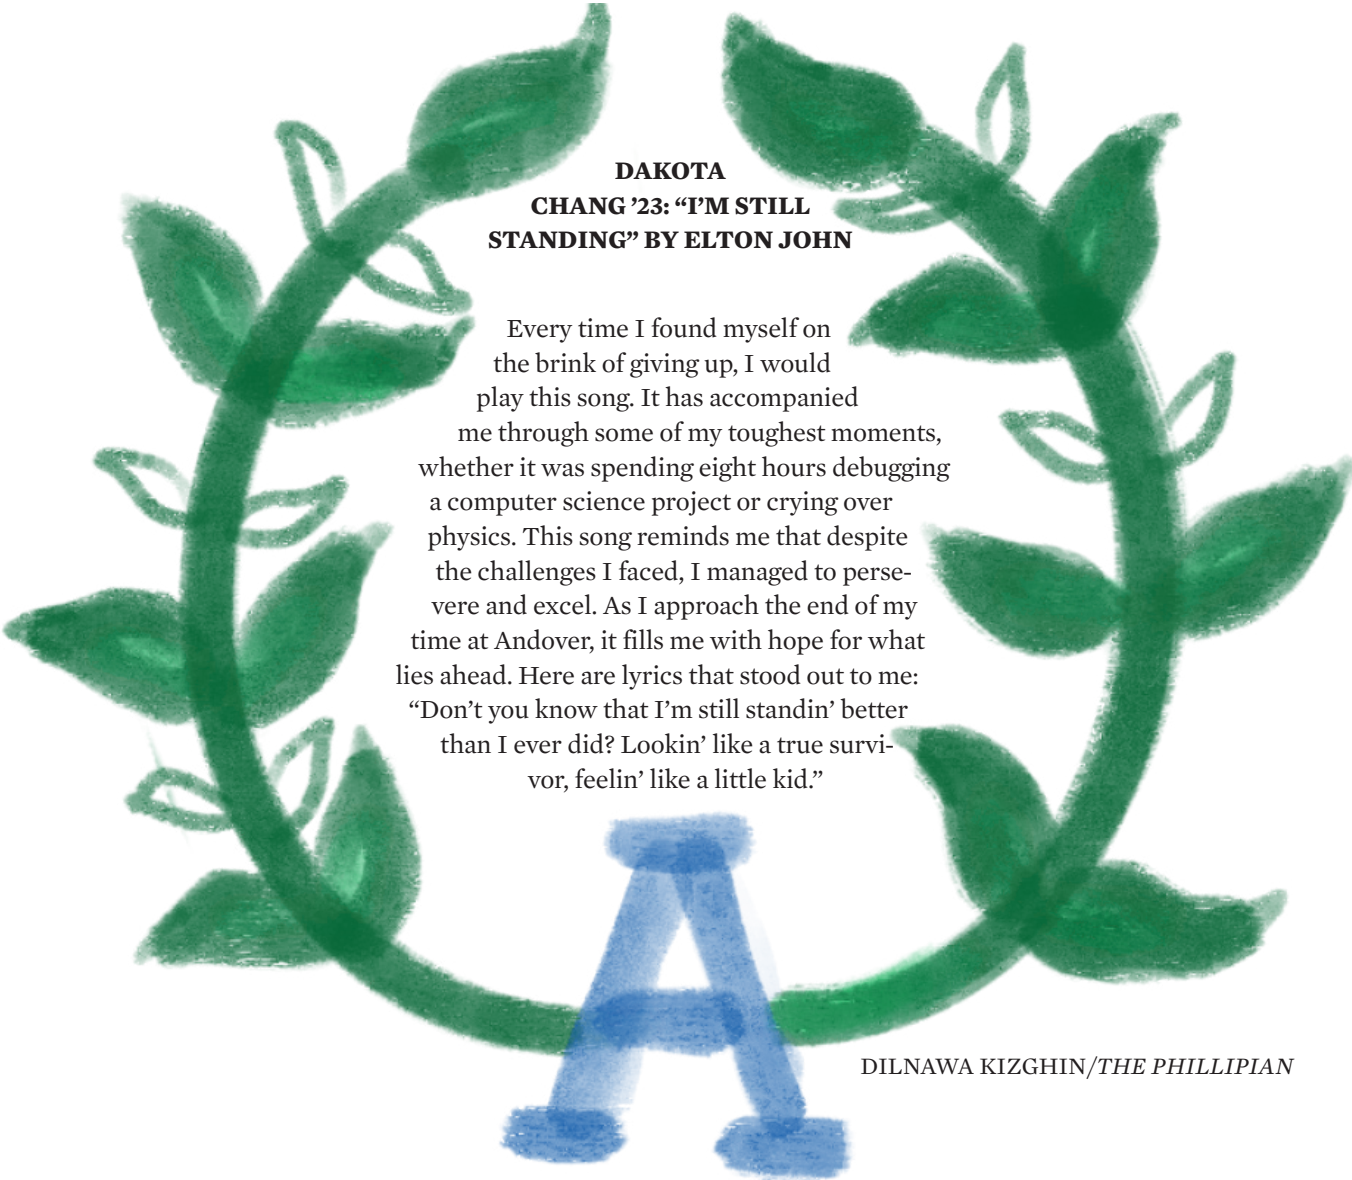 DAKOTA
CHANG ’23: “I’M STILL
STANDING” BY ELTON JOHN
Every time I found myself on
the brink of giving up, I would
play this song. It has accompanied
me through some of my toughest moments,
whether it was spending eight hours debugging
a computer science project or crying over
physics. This song reminds me that despite
the challenges I faced, I managed to perse-
vere and excel. As I approach the end of my
time at Andover, it fills me with hope for what
lies ahead. Here are lyrics that stood out to me:
“Don’t you know that I’m still standin’ better
than I ever did? Lookin’ like a true survi-
vor, feelin’ like a little kid.”
A
DILNAWA KIZGHIN/THE PHILLIPIAN